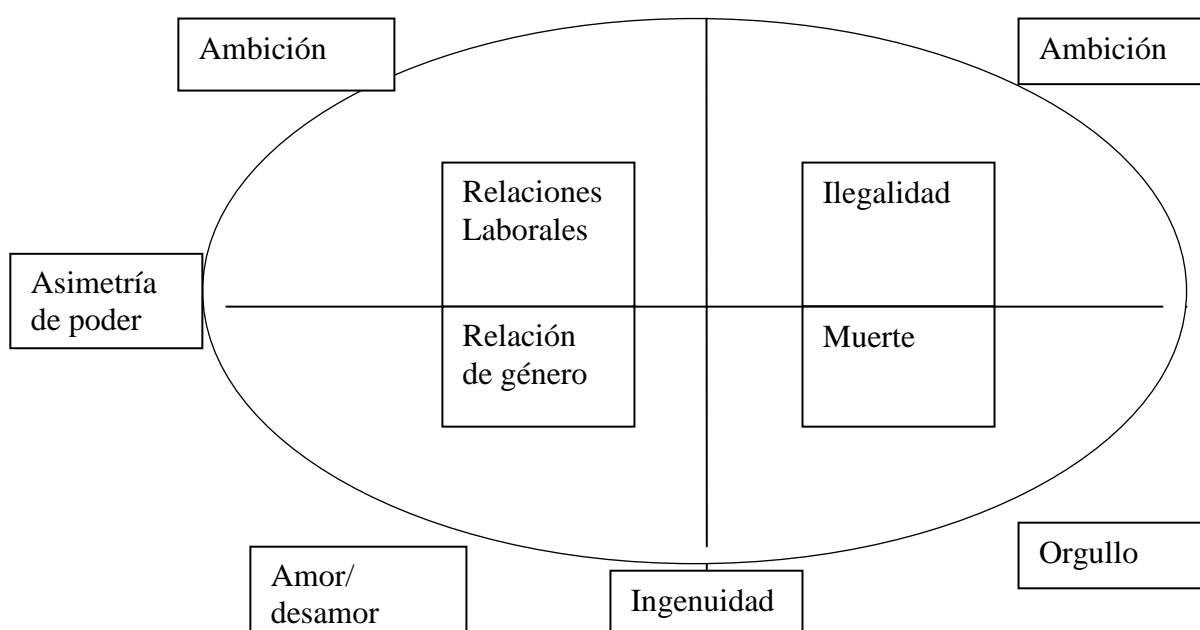 Ambición
Ambición
Relaciones
Laborales
Ilegalidad
Asimetría
de poder
Relación
de género
Muerte
Orgullo
Amor/
desamor
Ingenuidad